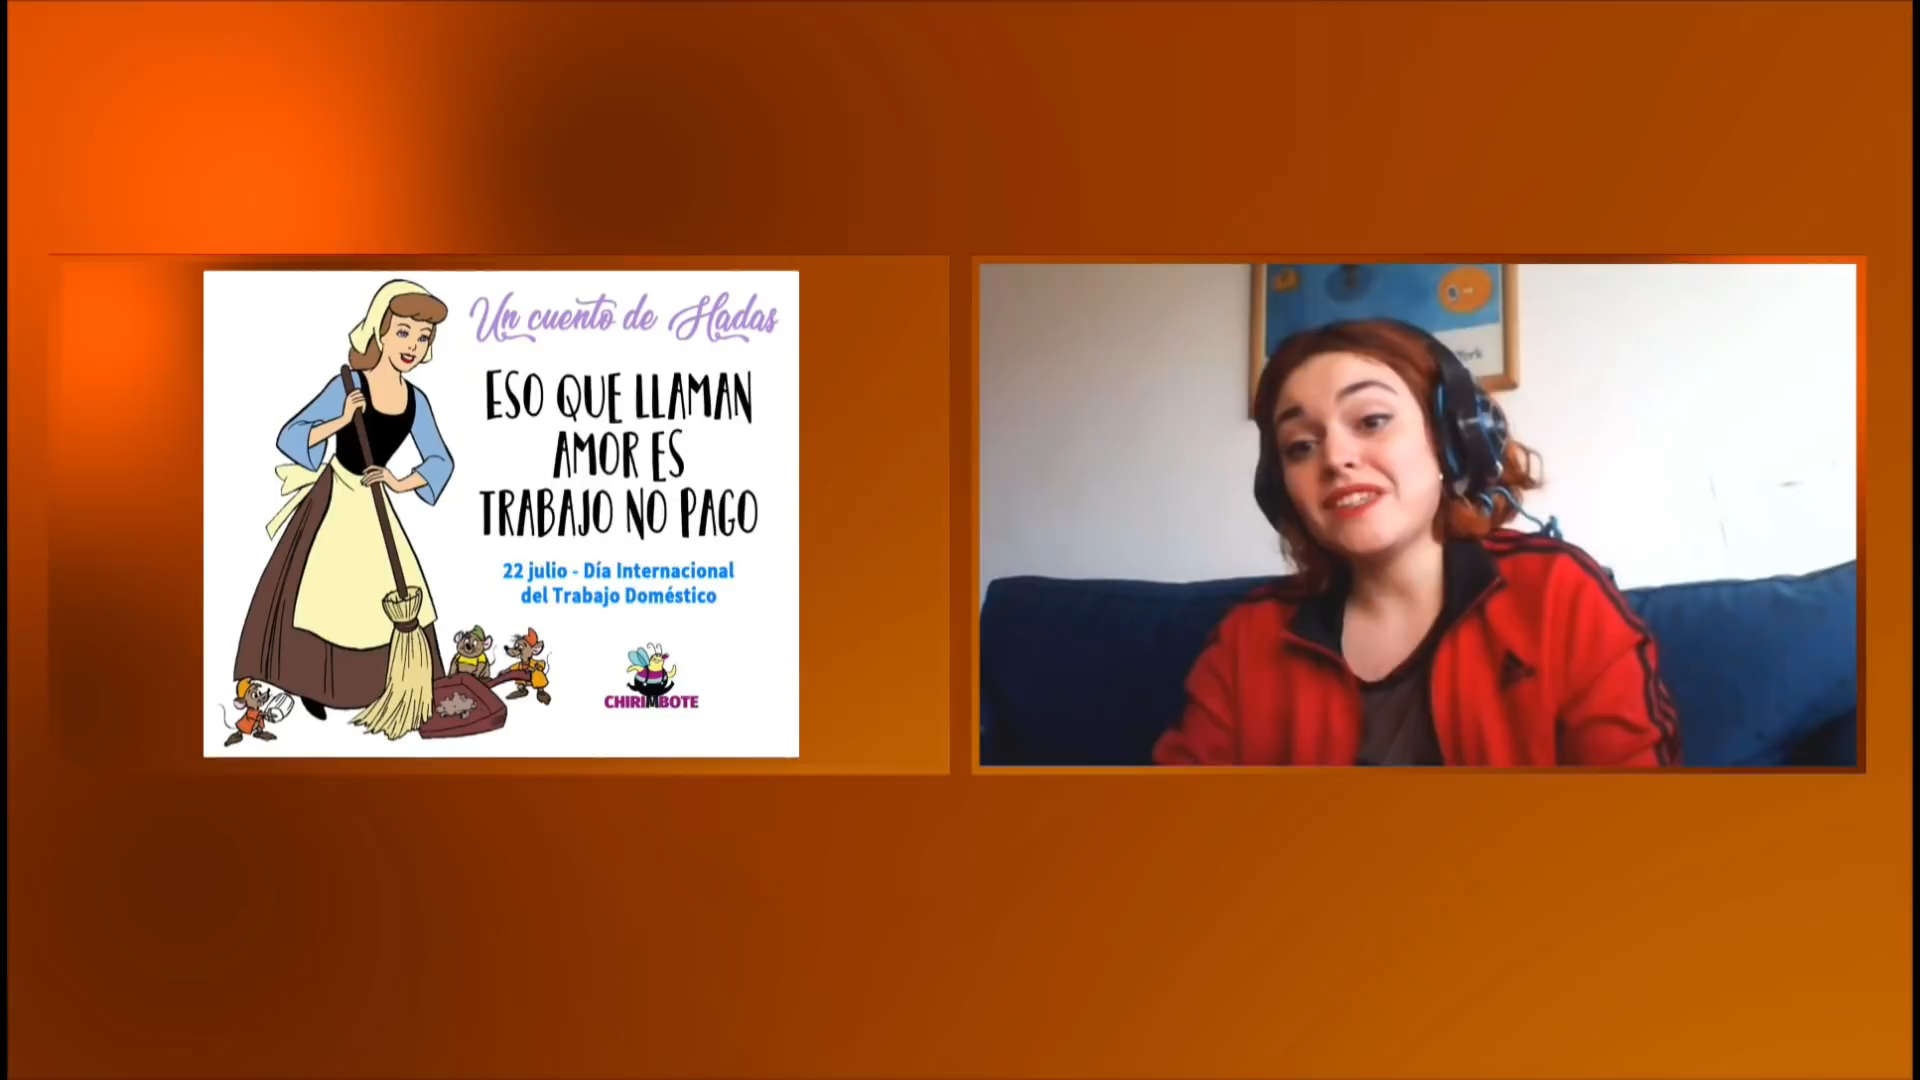 Un cuento de Hadas
ESO QUE LLAMAN
AMOR ES
TRABAJO NO PAGO
22 julio - Día Internacional
del Trabajo Doméstico
CHIRIMBOTE